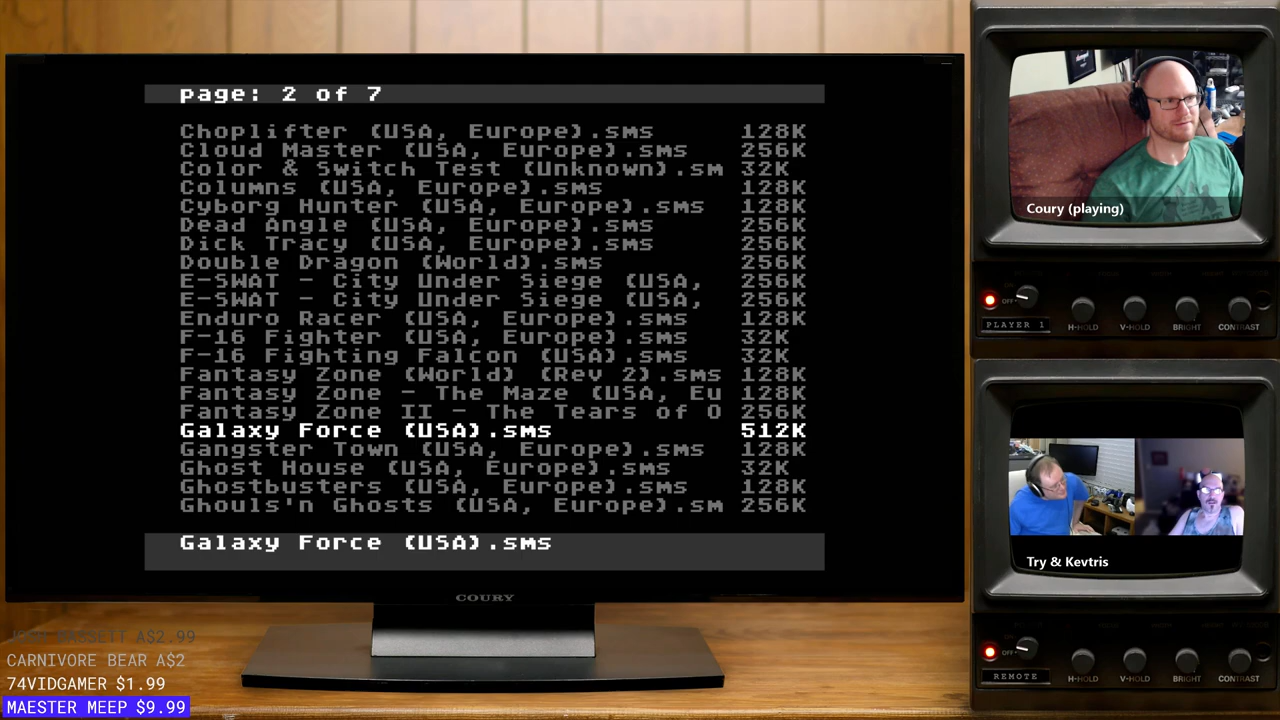 page: 2 of 7
Choplifter (USA, Europe).sms 128K
Cloud Master (USA, Europe).sms 256K
Color & Switch Test (Unknown).sm 32K
Columns (USA, Europe).sms 128K
Cyborg Hunter (USA, Europe).sms 128K
Dead Angle (USA, Europe).sms 256K
Dick Tracy (USA, Europe).sms 256K
Double Dragon (World).sms 256K
E-SWAT - City Under Siege (USA, 256K
E-SWAT - City Under Siege (USA, 256K
Enduro Racer (USA, Europe).sms 128K
F-16 Fighter (USA, Europe).sms 32K
F-16 Fighting Falcon (USA).sms 32K
Fantasy Zone (World) (Rev 2).sms 128K
Fantasy Zone - The Maze (USA, Eu 128K
Fantasy Zone II - The Tears of O 256K
Galaxy Force (USA).sms 512K
Gangster Town (USA, Europe).sms 128K
Ghost House (USA, Europe).sms 32K
Ghostbusters (USA, Europe).sms 128K
Ghouls'n Ghosts (USA, Europe).sm 256K
Galaxy Force (USA).sms
COURY
A$2.99
CARNIVORE BEAR A$2
74VIDGAMER $1.99
MAESTER MEEP $9.99
Coury (playing)
OFF
PLAYER 1
H-HOLD V-HOLD BRIGHT CONTRAST
Try & Kevtris
OFF
REMOTE
H-HOLD V-HOLD BRIGHT CONTRAST